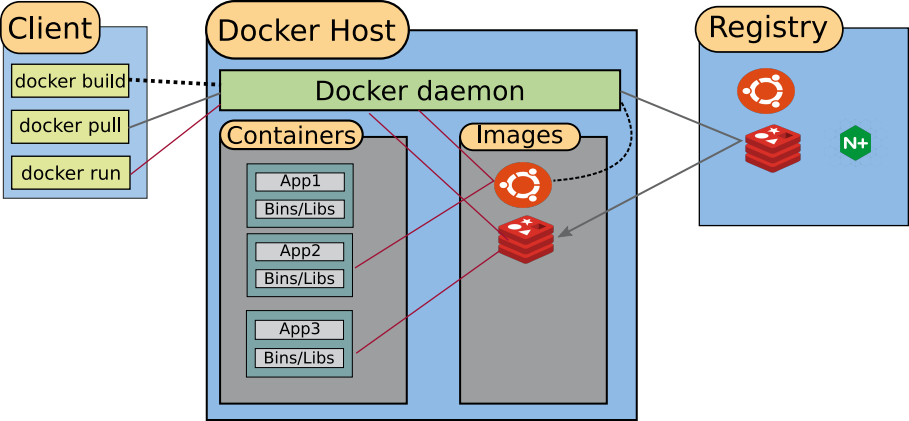 Client
docker build
docker pull
docker run
Docker Host
Docker daemon
Containers
App1
Bins/Libs
App2
Bins/Libs
App3
Bins/Libs
Images
Registry
N+